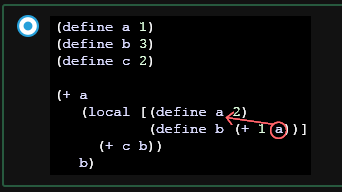 (define a 1)
(define b 3)
(define c 2)
(+ a
(local [(define a 2)
(define b (+ 1 a))]
(+ c b))
b)